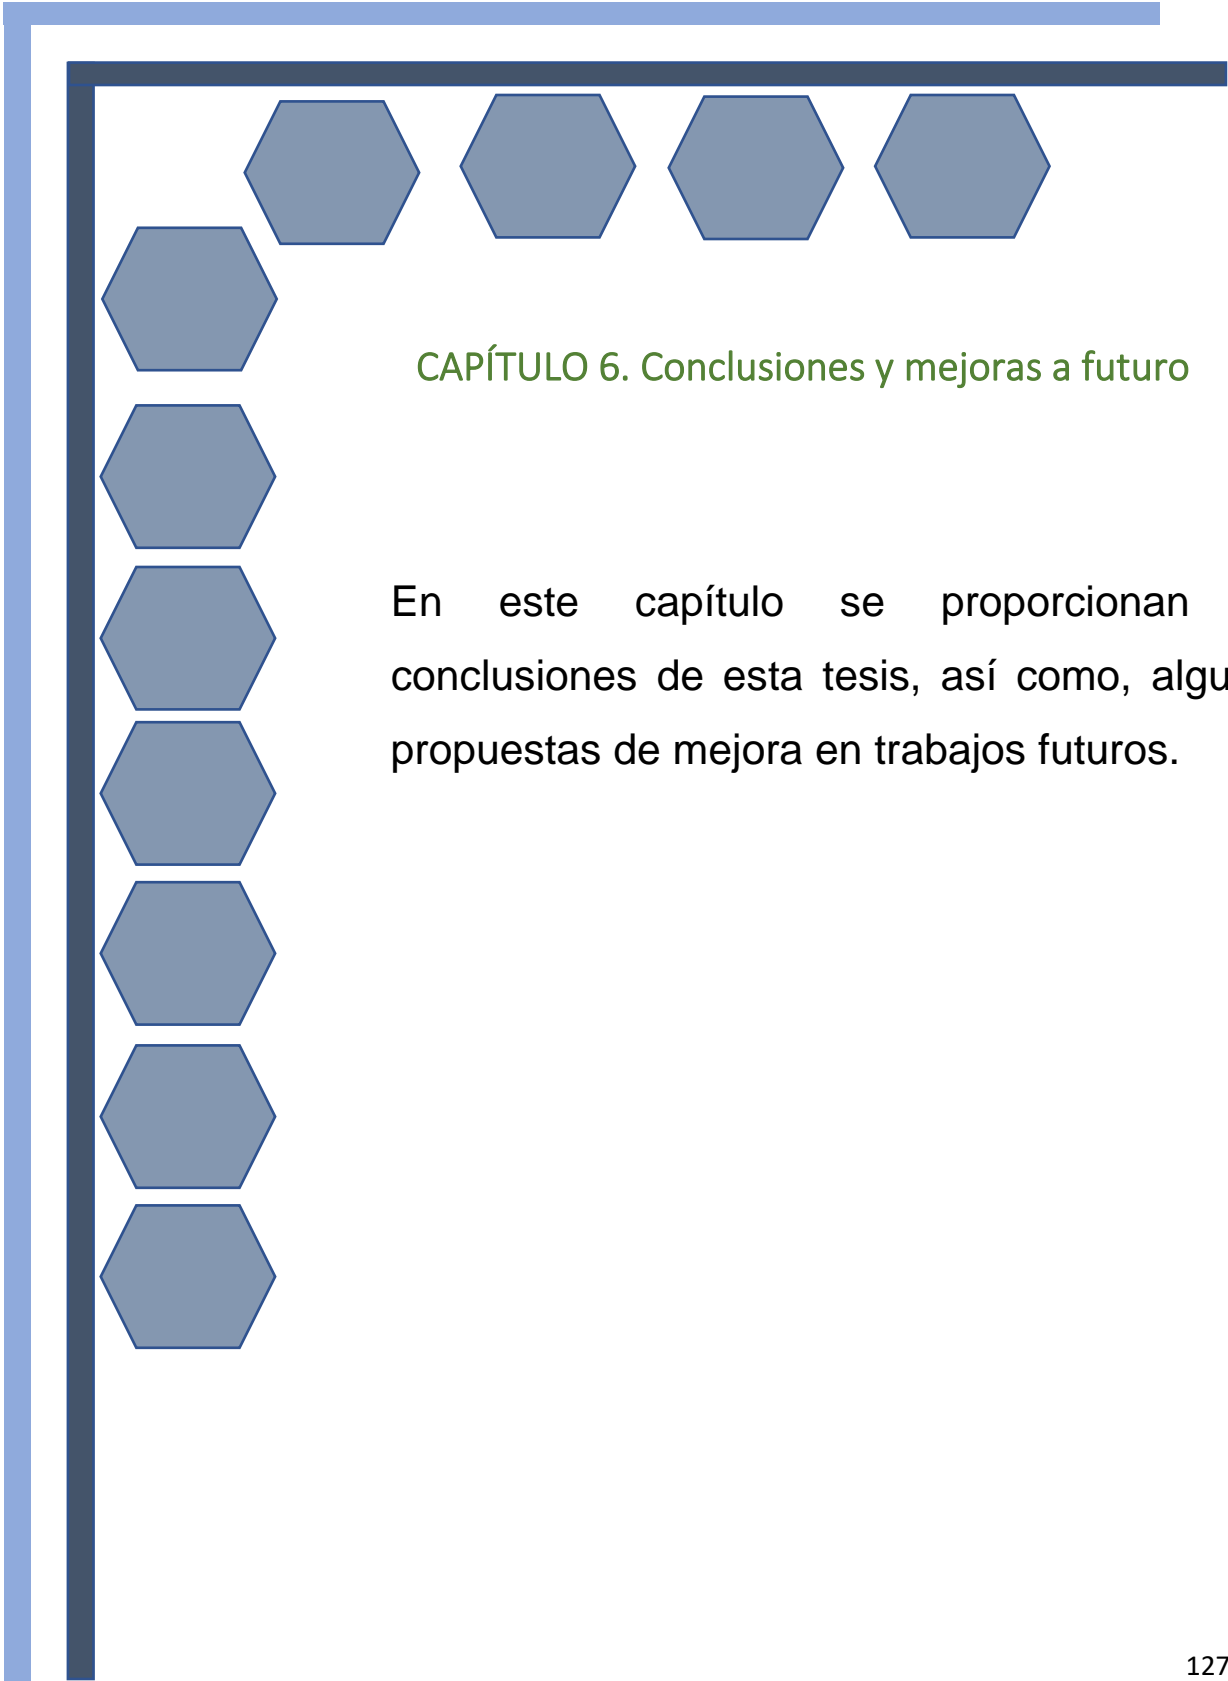 CAPÍTULO 6. Conclusiones y mejoras a futuro
En este capítulo se proporcionan
conclusiones de esta tesis, así como, algu
propuestas de mejora en trabajos futuros.
127